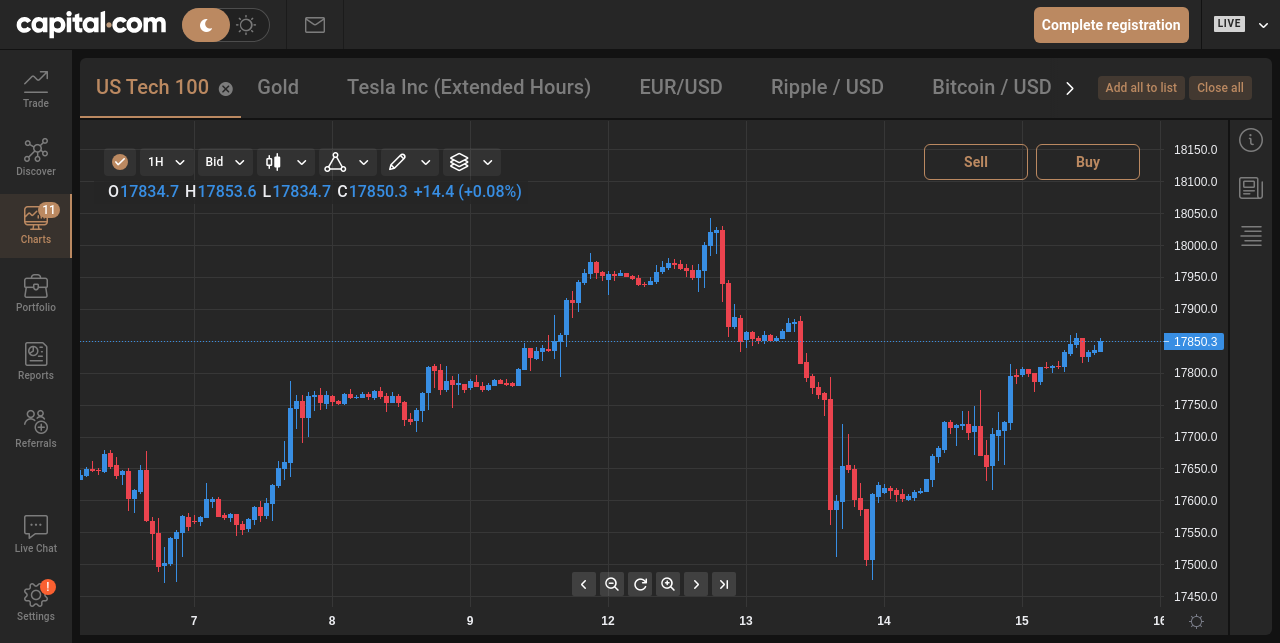 capital.com
Complete registration
LIVE
US Tech 100
Gold
Tesla Inc (Extended Hours)
EUR/USD
Ripple / USD
Bitcoin / USD
Add all to list
Close all
Trade
Discover
11
Charts
Portfolio
Reports
Referrals
Live Chat
!
Settings
1H
Bid
Sell
Buy
O17834.7 H17853.6 L17834.7 C17850.3 +14.4 (+0.08%)
18150.0
18100.0
18050.0
18000.0
17950.0
17900.0
17850.3
17800.0
17750.0
17700.0
17650.0
17600.0
17550.0
17500.0
17450.0
7 8 9 12 13 14 15 16